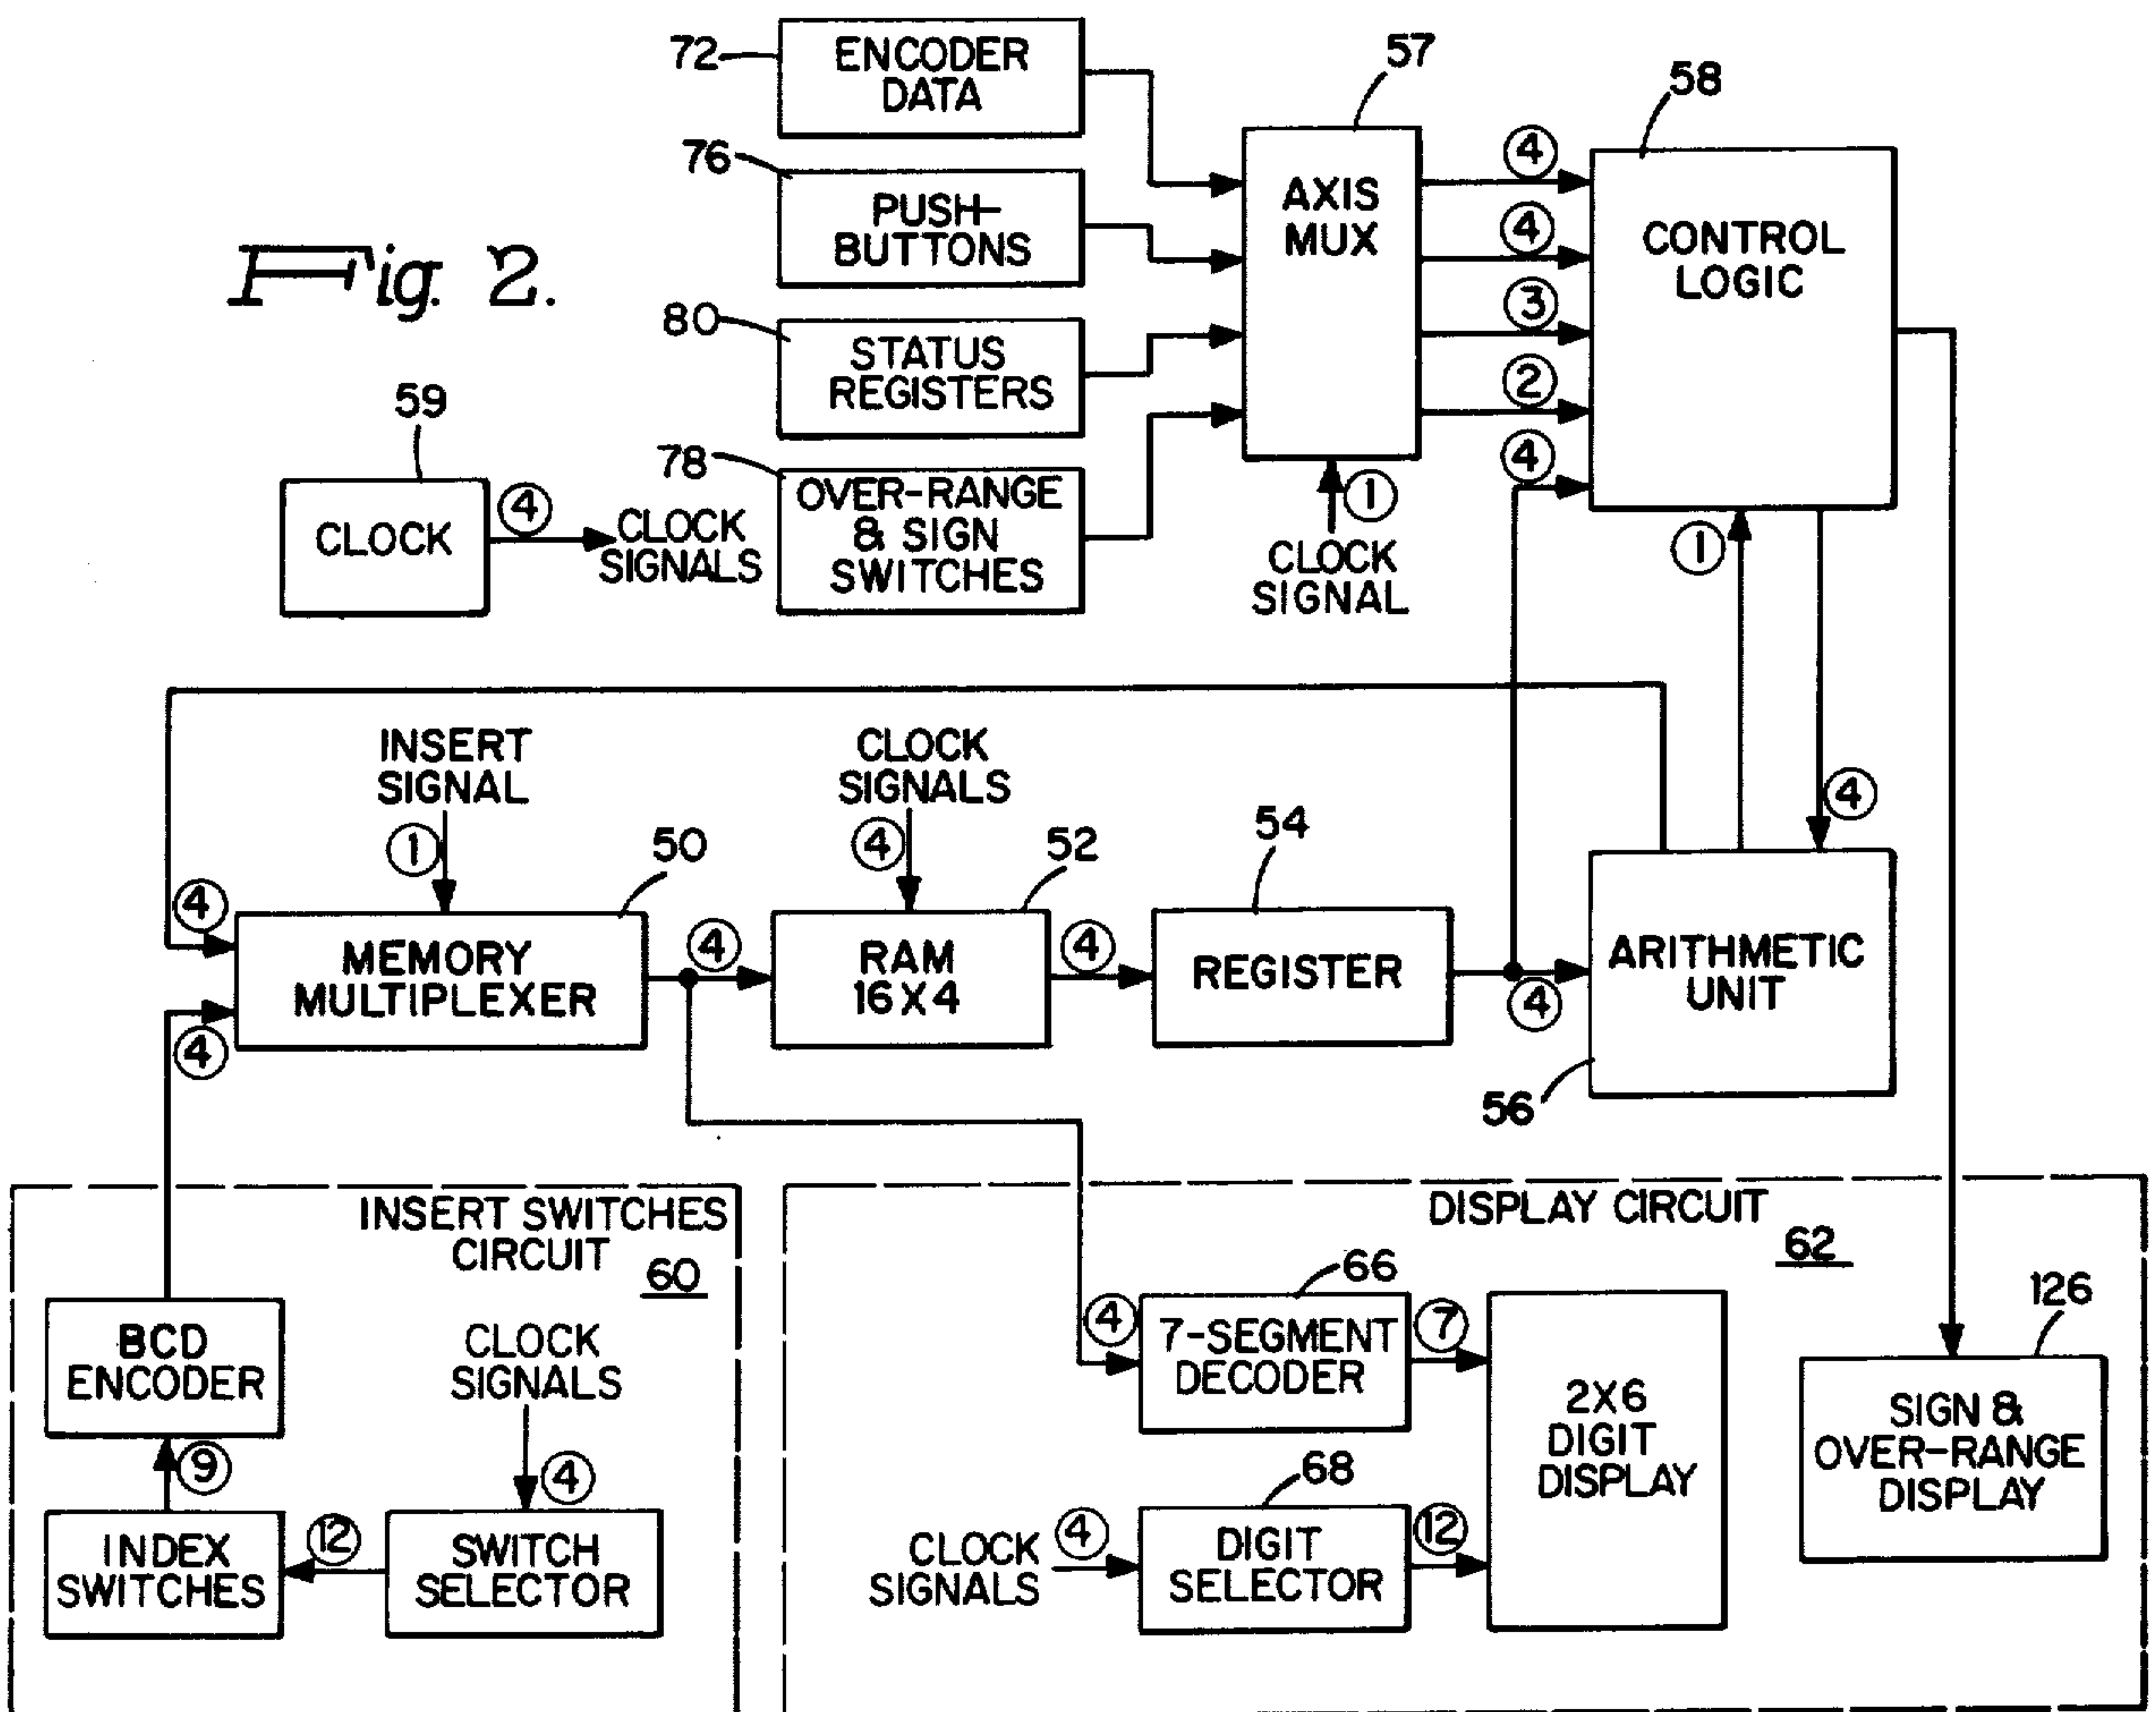 Fig. 2.
72
ENCODER
DATA
76
PUSH-
BUTTONS
80
STATUS
REGISTERS
78
OVER-RANGE
& SIGN
SWITCHES
59
CLOCK
4
CLOCK
SIGNALS
57
AXIS
MUX
1
CLOCK
SIGNAL
4
4
3
2
4
58
CONTROL
LOGIC
1
4
INSERT
SIGNAL
1
4
4
50
MEMORY
MULTIPLEXER
4
CLOCK
SIGNALS
4
52
RAM
16X4
4
54
REGISTER
4
ARITHMETIC
UNIT
56
INSERT SWITCHES
CIRCUIT
60
BCD
ENCODER
CLOCK
SIGNALS
9
4
INDEX
SWITCHES
12
SWITCH
SELECTOR
DISPLAY CIRCUIT
62
66
4
7-SEGMENT
DECODER
7
68
CLOCK
SIGNALS
4
DIGIT
SELECTOR
12
2X6
DIGIT
DISPLAY
126
SIGN &
OVER-RANGE
DISPLAY